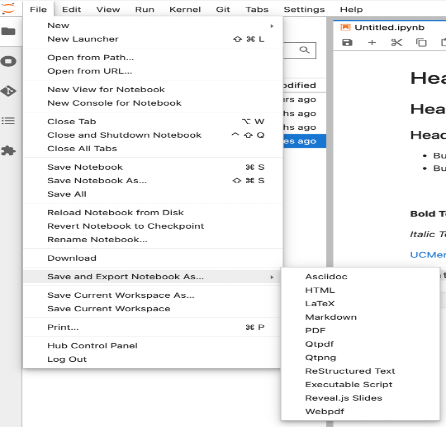 File Edit View Run Kernel Git Tabs Settings Help
New
New Launcher ⇧ ⌘ L
Open from Path...
Open from URL...
New View for Notebook
New Console for Notebook
Close Tab ⌥ W
Close and Shutdown Notebook ⌃ ⇧ Q
Close All Tabs
Save Notebook ⌘ S
Save Notebook As... ⇧ ⌘ S
Save All
Reload Notebook from Disk
Revert Notebook to Checkpoint
Rename Notebook...
Download
Save and Export Notebook As...
Save Current Workspace As...
Save Current Workspace
Print... ⌘ P
Hub Control Panel
Log Out
Asciidoc
HTML
LaTeX
Markdown
PDF
Qtpdf
Qtpng
ReStructured Text
Executable Script
Reveal.js Slides
Webpdf
odified
rs ago
hs ago
hs ago
es ago
Untitled.ipynb
Hea
Hea
Head
• Bu
• Bu
Bold T
Italic T
UCMer